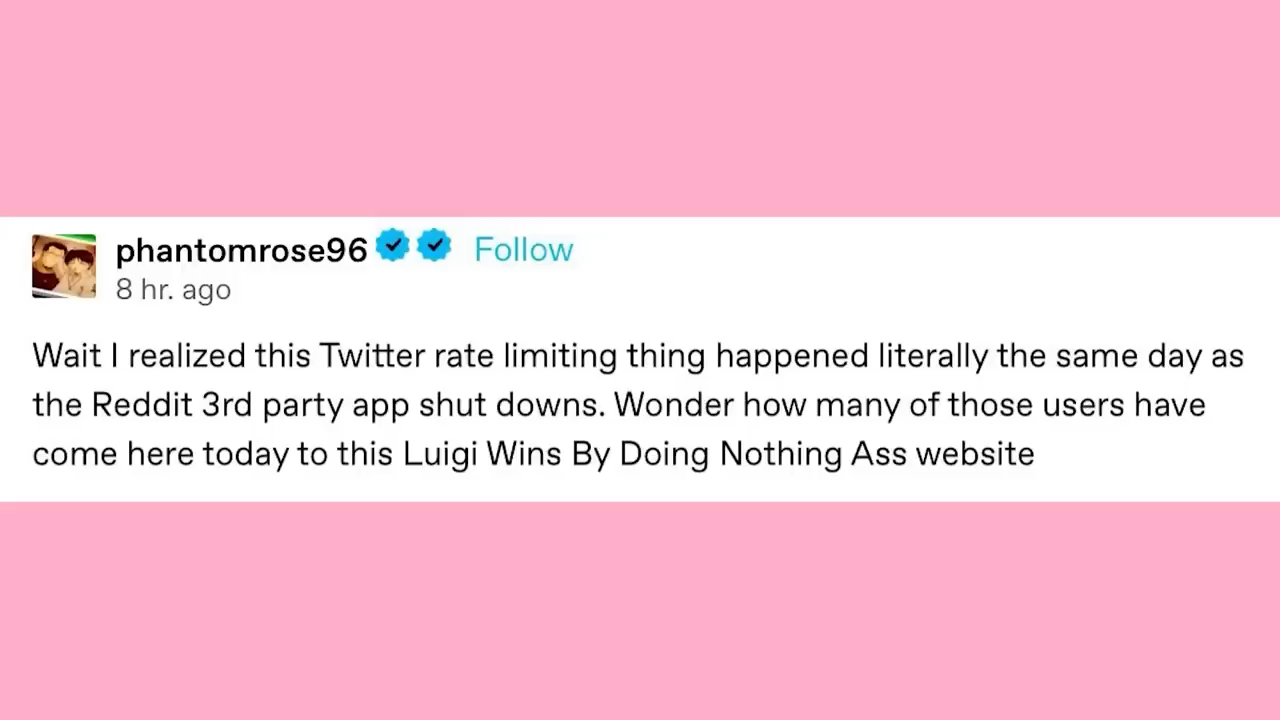 phantomrose96 Follow
8 hr. ago
Wait I realized this Twitter rate limiting thing happened literally the same day as
the Reddit 3rd party app shut downs. Wonder how many of those users have
come here today to this Luigi Wins By Doing Nothing Ass website